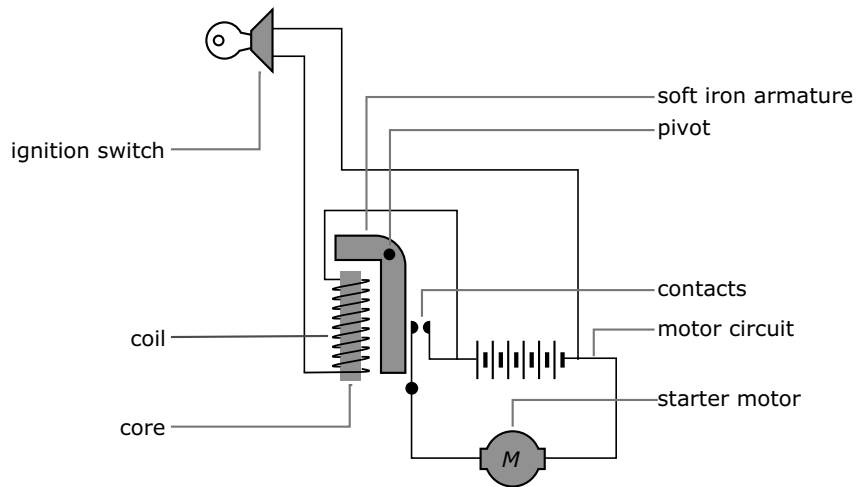 soft iron armature
pivot
ignition switch
contacts
motor circuit
coil
starter motor
core
M